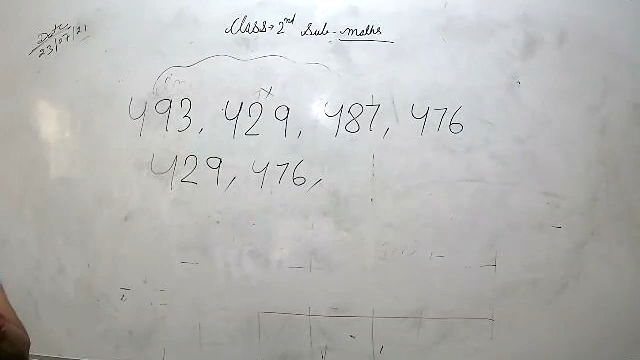 Date
23/07/21
Class→2nd Sub-maths
493, 429, 487, 476
429, 476,